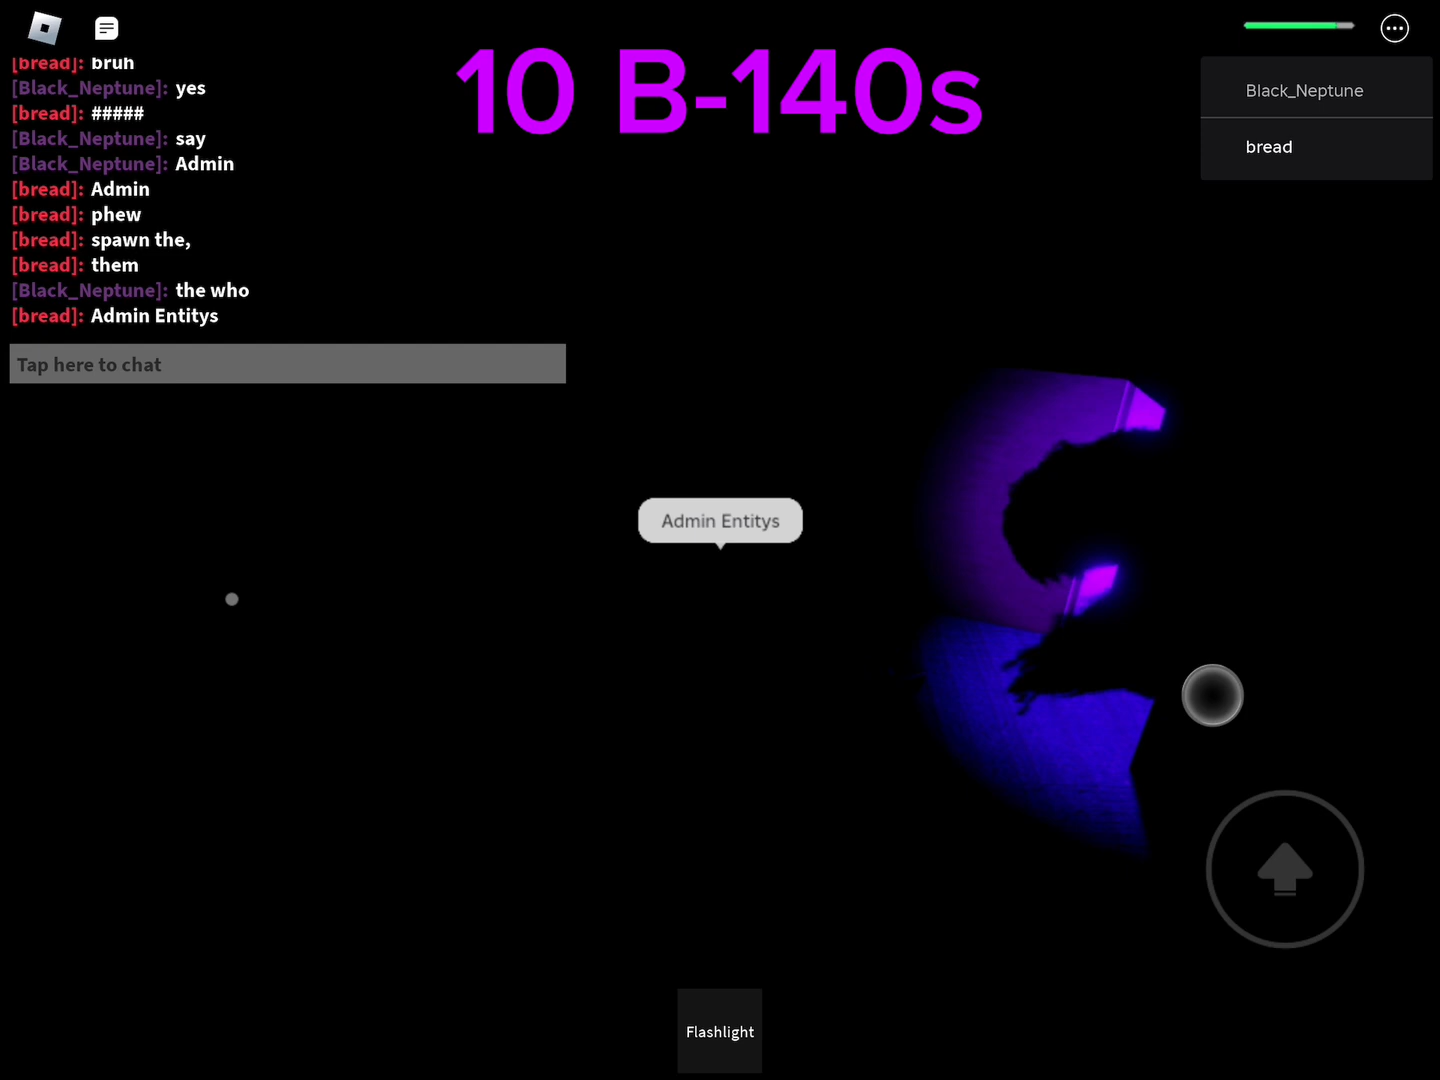 10 B-140s
[bread]: bruh
[Black_Neptune]: yes
[bread]: #####
[Black_Neptune]: say
[Black_Neptune]: Admin
[bread]: Admin
[bread]: phew
[bread]: spawn the,
[bread]: them
[Black_Neptune]: the who
[bread]: Admin Entitys
Tap here to chat
Black_Neptune
bread
Admin Entitys
Flashlight